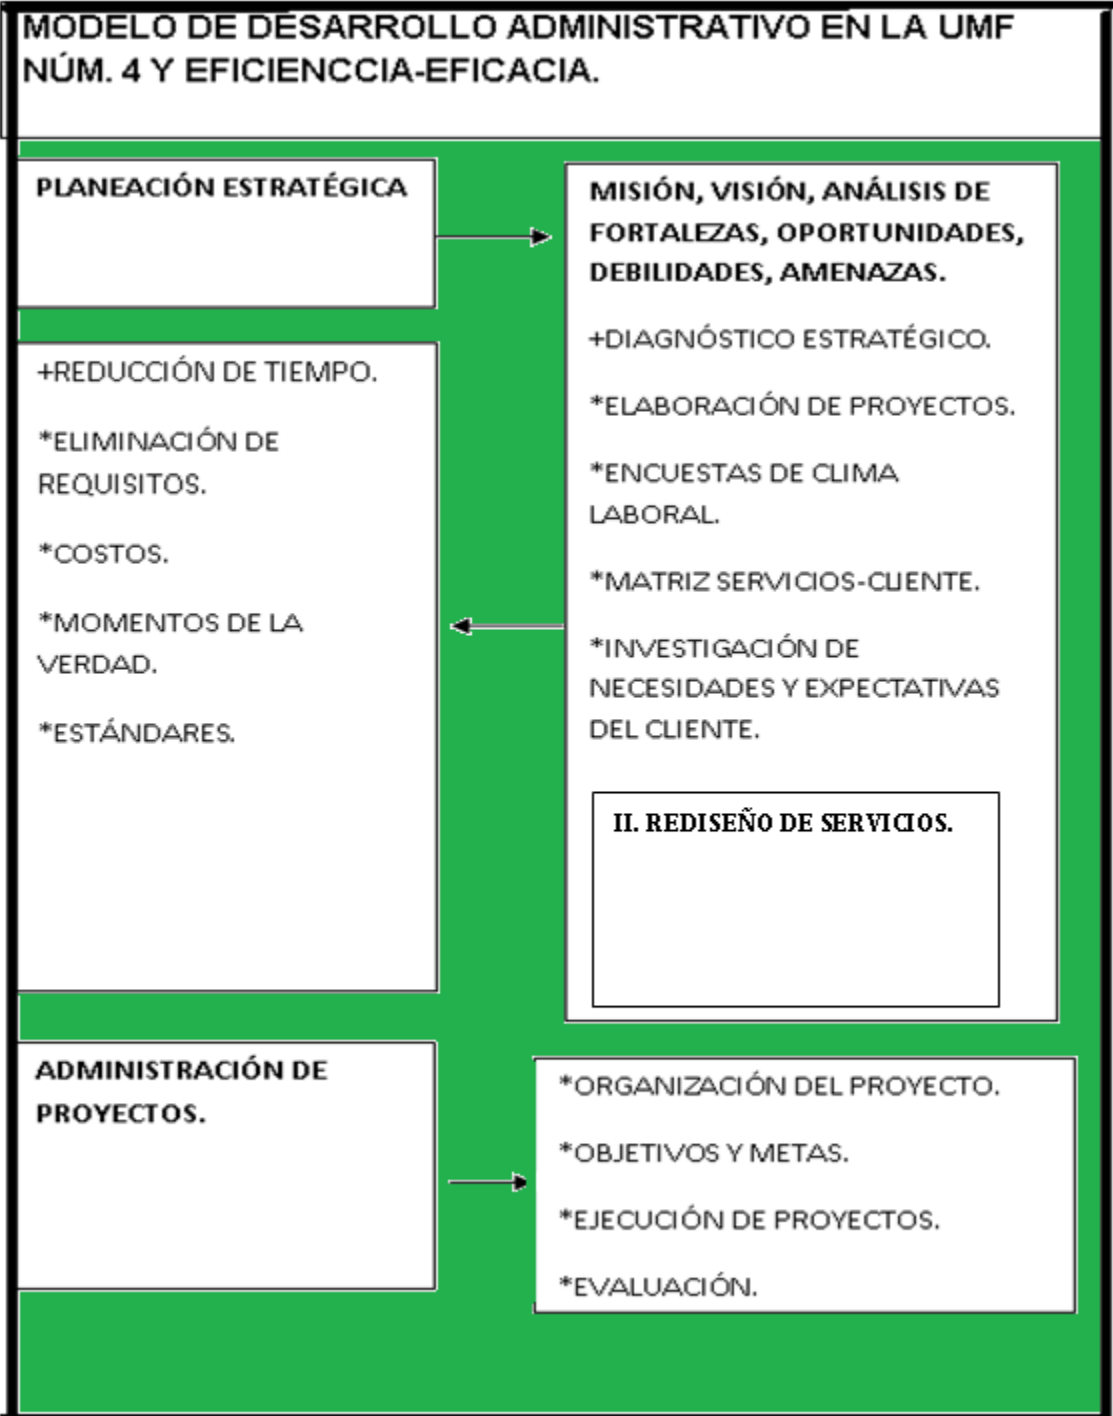 MODELO DE DESARROLLO ADMINISTRATIVO EN LA UMF
NÚM. 4 Y EFICIENCCIA-EFICACIA.
PLANEACIÓN ESTRATÉGICA
MISIÓN, VISIÓN, ANÁLISIS DE
FORTALEZAS, OPORTUNIDADES,
DEBILIDADES, AMENAZAS.
+DIAGNÓSTICO ESTRATÉGICO.
*ELABORACIÓN DE PROYECTOS.
*ENCUESTAS DE CLIMA
LABORAL.
*MATRIZ SERVICIOS-CLIENTE.
*INVESTIGACIÓN DE
NECESIDADES Y EXPECTATIVAS
DEL CLIENTE.
II. REDISEÑO DE SERVICIOS.
+REDUCCIÓN DE TIEMPO.
*ELIMINACIÓN DE
REQUISITOS.
*COSTOS.
*MOMENTOS DE LA
VERDAD.
*ESTÁNDARES.
ADMINISTRACIÓN DE
PROYECTOS.
*ORGANIZACIÓN DEL PROYECTO.
*OBJETIVOS Y METAS.
*EJECUCIÓN DE PROYECTOS.
*EVALUACIÓN.